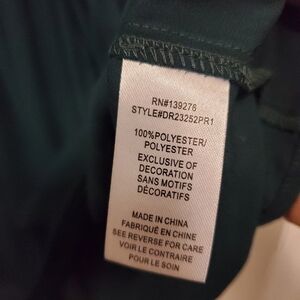 RN#139276
STYLE#DR23252PR1
100%POLYESTER/
POLYESTER
EXCLUSIVE OF
DECORATION
SANS MOTIFS
DÉCORATIFS
MADE IN CHINA
FABRIQUÉ EN CHINE
SEE REVERSE FOR CARE
VOIR LE CONTRAIRE
POUR LE SOIN